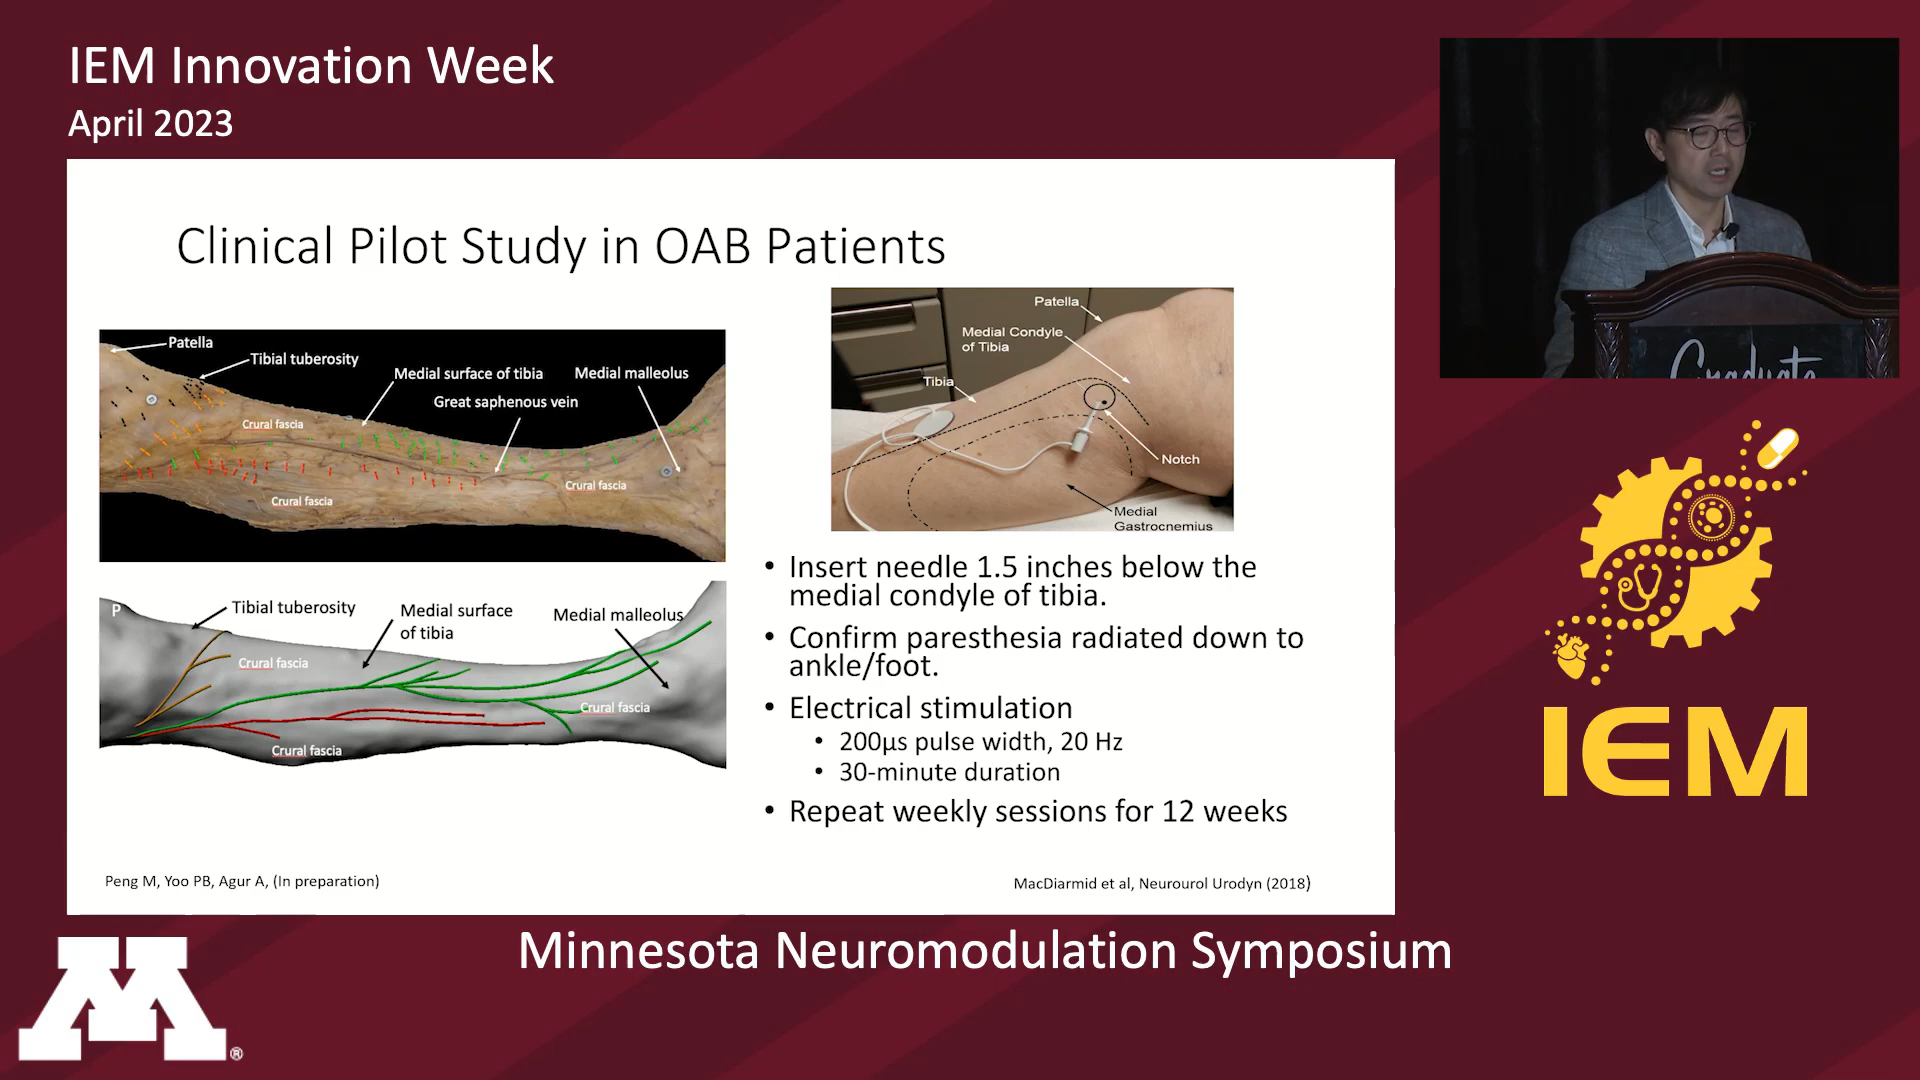 IEM Innovation Week
April 2023
Clinical Pilot Study in OAB Patients
Patella
Tibial tuberosity
Medial surface of tibia
Medial malleolus
Great saphenous vein
Crural fascia
Crural fascia
Crural fascia
P
Tibial tuberosity
Medial surface
of tibia
Medial malleolus
Crural fascia
Crural fascia
Crural fascia
Patella
Medial Condyle
of Tibia
Tibia
Notch
Medial
Gastrocnemius
• Insert needle 1.5 inches below the
medial condyle of tibia.
• Confirm paresthesia radiated down to
ankle/foot.
• Electrical stimulation
• 200µs pulse width, 20 Hz
• 30-minute duration
• Repeat weekly sessions for 12 weeks
Peng M, Yoo PB, Agur A, (In preparation)
MacDiarmid et al, Neurourol Urodyn (2018)
Graduate
IEM
Minnesota Neuromodulation Symposium
M®